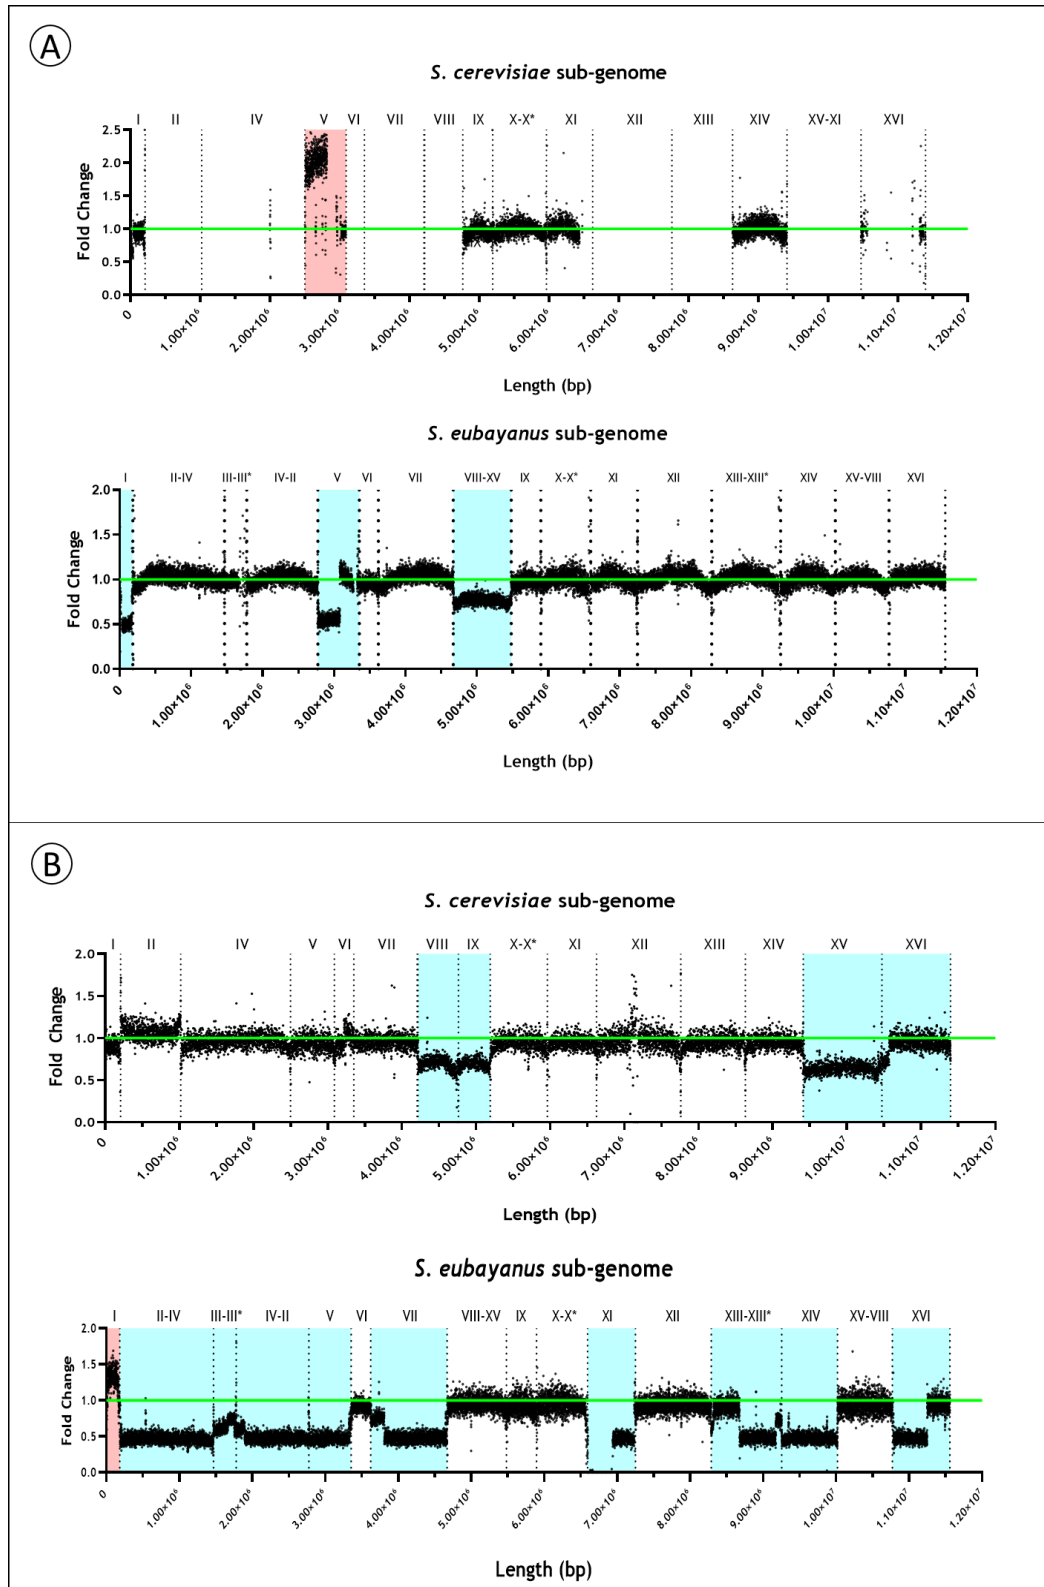 A
S. cerevisiae sub-genome
I II IV V VI VII VIII IX X-X* XI XII XIII XIV XV-XI XVI
2.5
2.0
1.5
1.0
0.5
0.0
Fold Change
0 1.00×10⁶ 2.00×10⁶ 3.00×10⁶ 4.00×10⁶ 5.00×10⁶ 6.00×10⁶ 7.00×10⁶ 8.00×10⁶ 9.00×10⁶ 1.00×10⁷ 1.10×10⁷ 1.20×10⁷
Length (bp)
S. eubayanus sub-genome
I II-IV III-III* IV-II V VI VII VIII-XV IX X-X* XI XII XIII-XIII* XIV XV-VIII XVI
2.0
1.5
1.0
0.5
0.0
Fold Change
0 1.00×10⁶ 2.00×10⁶ 3.00×10⁶ 4.00×10⁶ 5.00×10⁶ 6.00×10⁶ 7.00×10⁶ 8.00×10⁶ 9.00×10⁶ 1.00×10⁷ 1.10×10⁷ 1.20×10⁷
Length (bp)
B
S. cerevisiae sub-genome
I II IV V VI VII VIII IX X-X* XI XII XIII XIV XV XVI
2.0
1.5
1.0
0.5
0.0
Fold Change
0 1.00×10⁶ 2.00×10⁶ 3.00×10⁶ 4.00×10⁶ 5.00×10⁶ 6.00×10⁶ 7.00×10⁶ 8.00×10⁶ 9.00×10⁶ 1.00×10⁷ 1.10×10⁷ 1.20×10⁷
Length (bp)
S. eubayanus sub-genome
I II-IV III-III* IV-II V VI VII VIII-XV IX X-X* XI XII XIII-XIII* XIV XV-VIII XVI
2.0
1.5
1.0
0.5
0.0
Fold Change
0 1.00×10⁶ 2.00×10⁶ 3.00×10⁶ 4.00×10⁶ 5.00×10⁶ 6.00×10⁶ 7.00×10⁶ 8.00×10⁶ 9.00×10⁶ 1.00×10⁷ 1.10×10⁷ 1.20×10⁷
Length (bp)